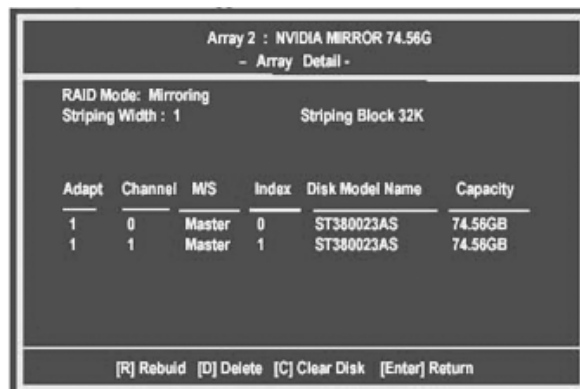 Array 2 : NVIDIA MIRROR 74.56G
- Array Detail -
RAID Mode: Mirroring
Striping Width : 1 Striping Block 32K
Adapt Channel M/S Index Disk Model Name Capacity
1 0 Master 0 ST380023AS 74.56GB
1 1 Master 1 ST380023AS 74.56GB
[R] Rebuid [D] Delete [C] Clear Disk [Enter] Return